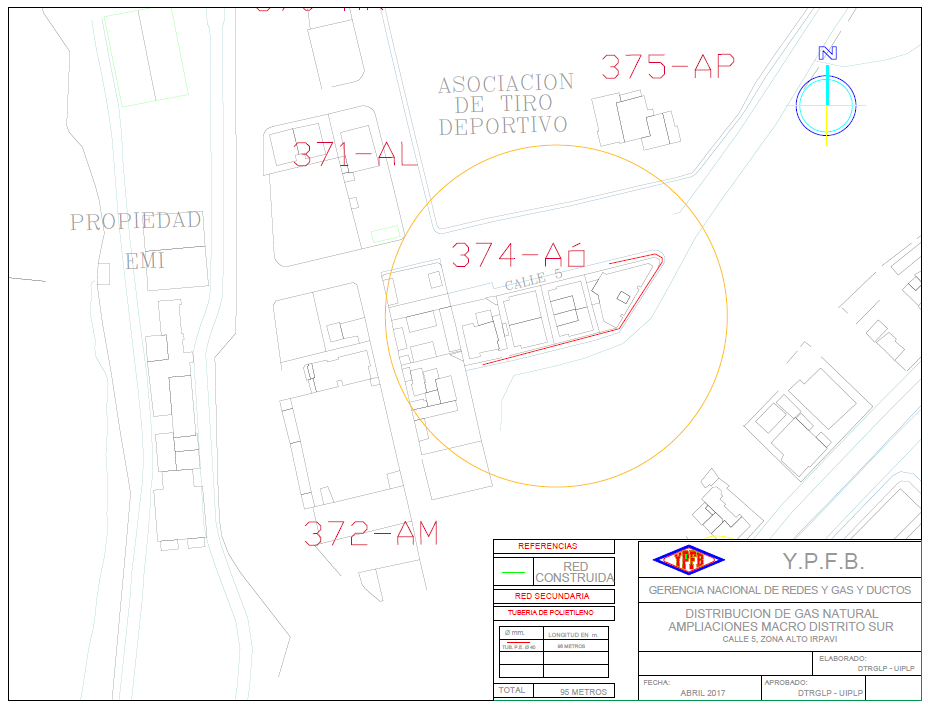 375-AP
N
ASOCIACION
DE TIRO
DEPORTIVO
371-AL
PROPIEDAD
EMI
374-Aó
CALLE 5
372-AM
REFERENCIAS
RED
CONSTRUIDA
RED SECUNDARIA
TUBERIA DE POLIETILENO
Ø mm. LONGITUD EN m.
TUB. P.E. Ø 40 95 METROS
TOTAL 95 METROS
YPFB Y.P.F.B.
GERENCIA NACIONAL DE REDES Y GAS Y DUCTOS
DISTRIBUCION DE GAS NATURAL
AMPLIACIONES MACRO DISTRITO SUR
CALLE 5, ZONA ALTO IRPAVI
ELABORADO:
DTRGLP - UIPLP
FECHA: APROBADO:
ABRIL 2017 DTRGLP - UIPLP